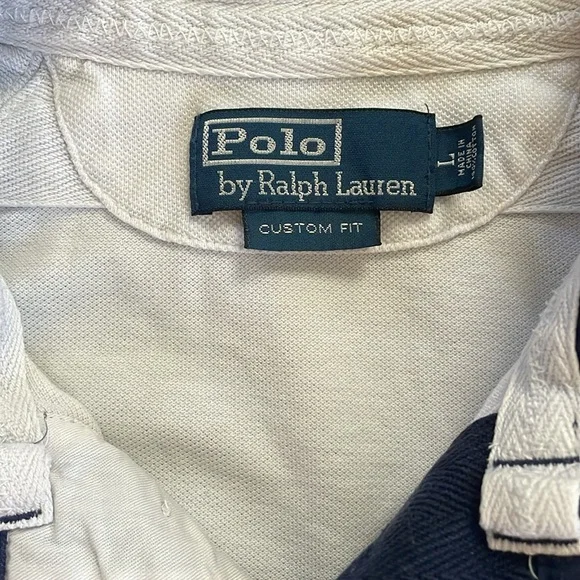 Polo
by Ralph Lauren
CUSTOM FIT
L
MADE IN
CHINA